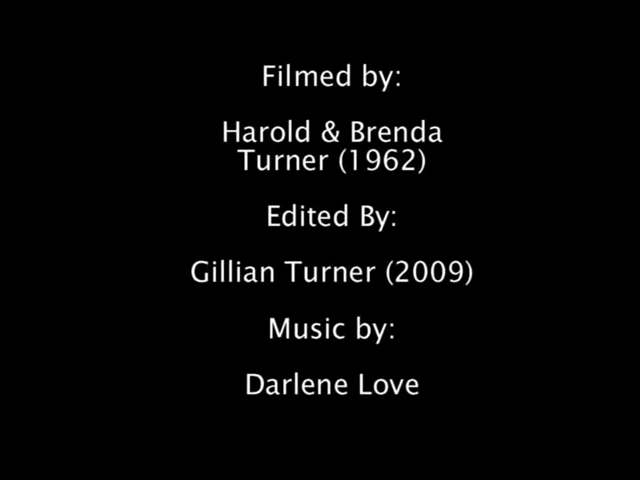 Filmed by:
Harold & Brenda
Turner (1962)
Edited By:
Gillian Turner (2009)
Music by:
Darlene Love